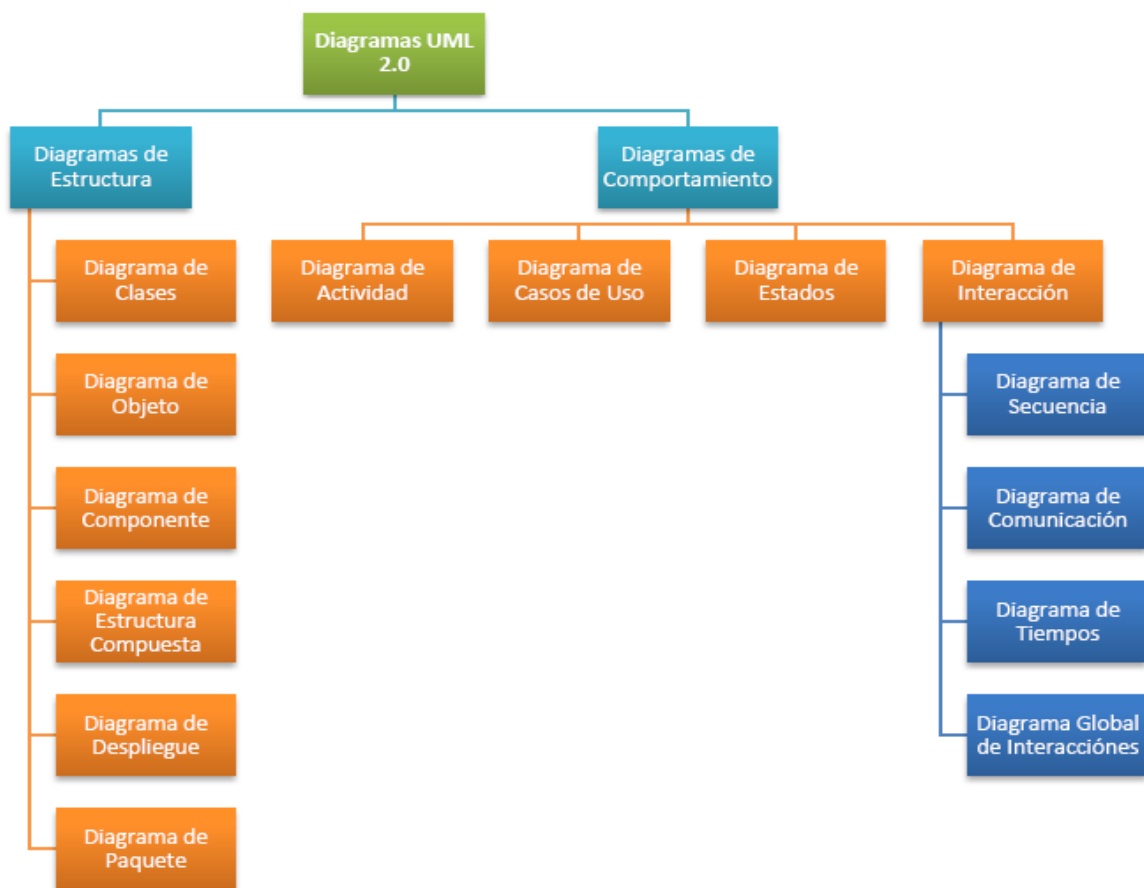 Diagramas UML
2.0
Diagramas de
Estructura
Diagramas de
Comportamiento
Diagrama de
Clases
Diagrama de
Actividad
Diagrama de
Casos de Uso
Diagrama de
Estados
Diagrama de
Interacción
Diagrama de
Objeto
Diagrama de
Secuencia
Diagrama de
Componente
Diagrama de
Comunicación
Diagrama de
Estructura
Compuesta
Diagrama de
Tiempos
Diagrama de
Despliegue
Diagrama Global
de Interacciónes
Diagrama de
Paquete